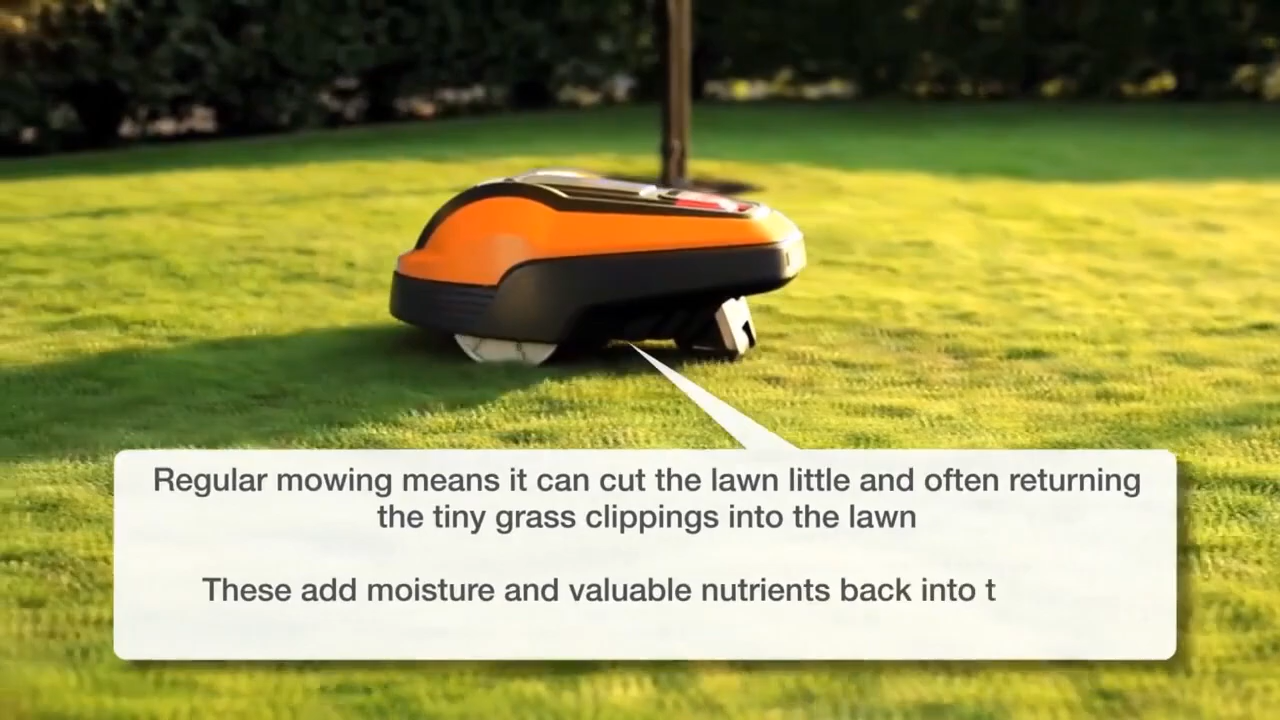 Regular mowing means it can cut the lawn little and often returning
the tiny grass clippings into the lawn
These add moisture and valuable nutrients back into t